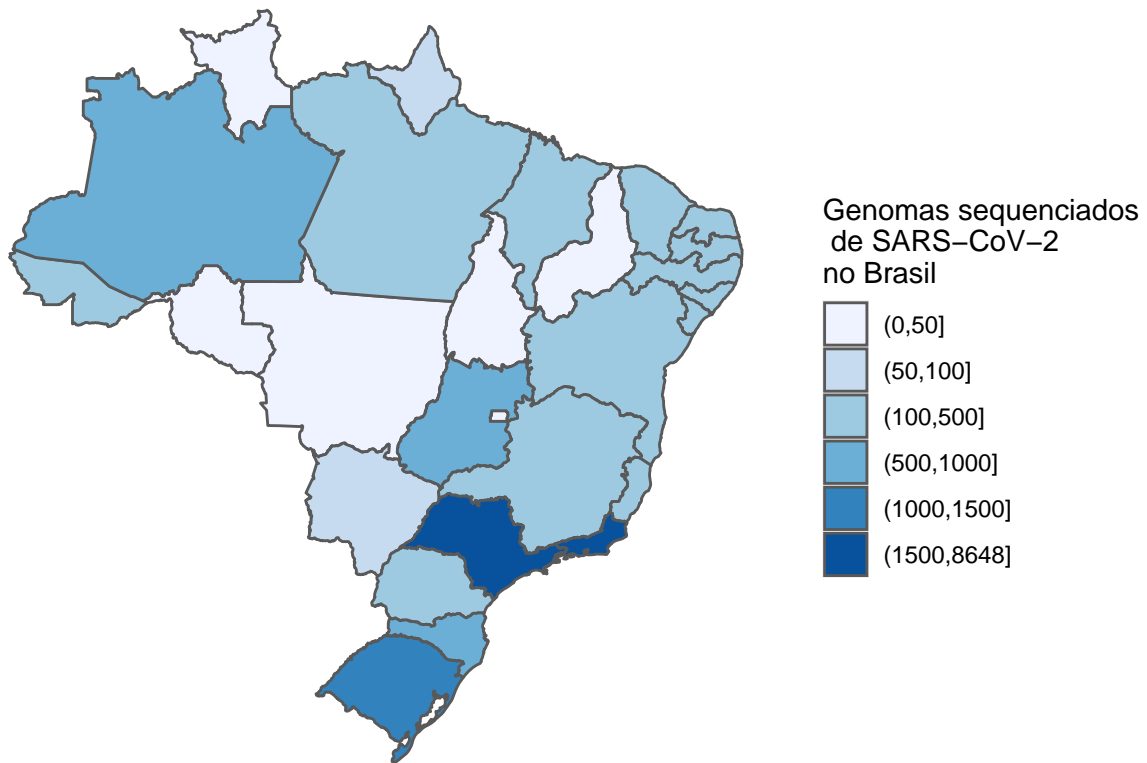 Genomas sequenciados
de SARS−CoV−2
no Brasil
(0,50]
(50,100]
(100,500]
(500,1000]
(1000,1500]
(1500,8648]